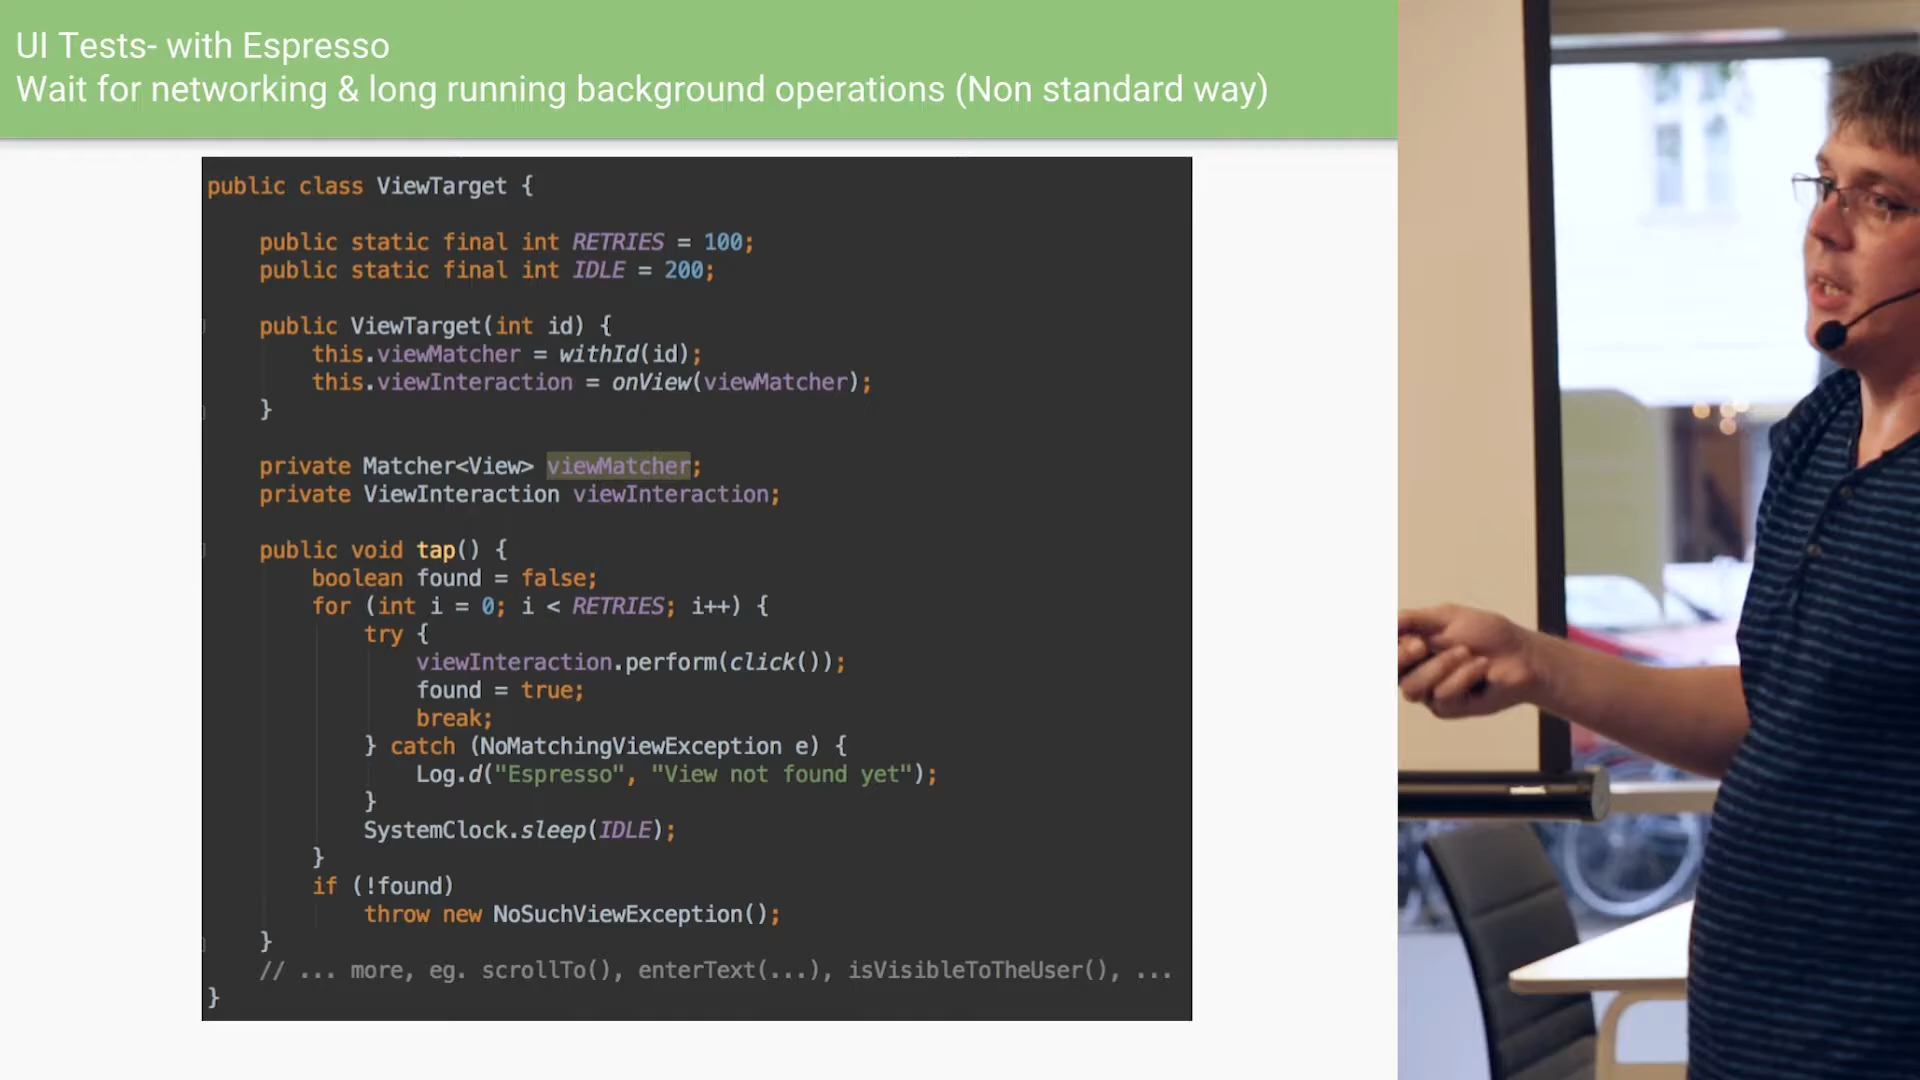 UI Tests- with Espresso
Wait for networking & long running background operations (Non standard way)
public class ViewTarget {
public static final int RETRIES = 100;
public static final int IDLE = 200;
public ViewTarget(int id) {
this.viewMatcher = withId(id);
this.viewInteraction = onView(viewMatcher);
}
private Matcher<View> viewMatcher;
private ViewInteraction viewInteraction;
public void tap() {
boolean found = false;
for (int i = 0; i < RETRIES; i++) {
try {
viewInteraction.perform(click());
found = true;
break;
} catch (NoMatchingViewException e) {
Log.d("Espresso", "View not found yet");
}
SystemClock.sleep(IDLE);
}
if (!found)
throw new NoSuchViewException();
}
// ... more, eg. scrollTo(), enterText(...), isVisibleToTheUser(), ...
}